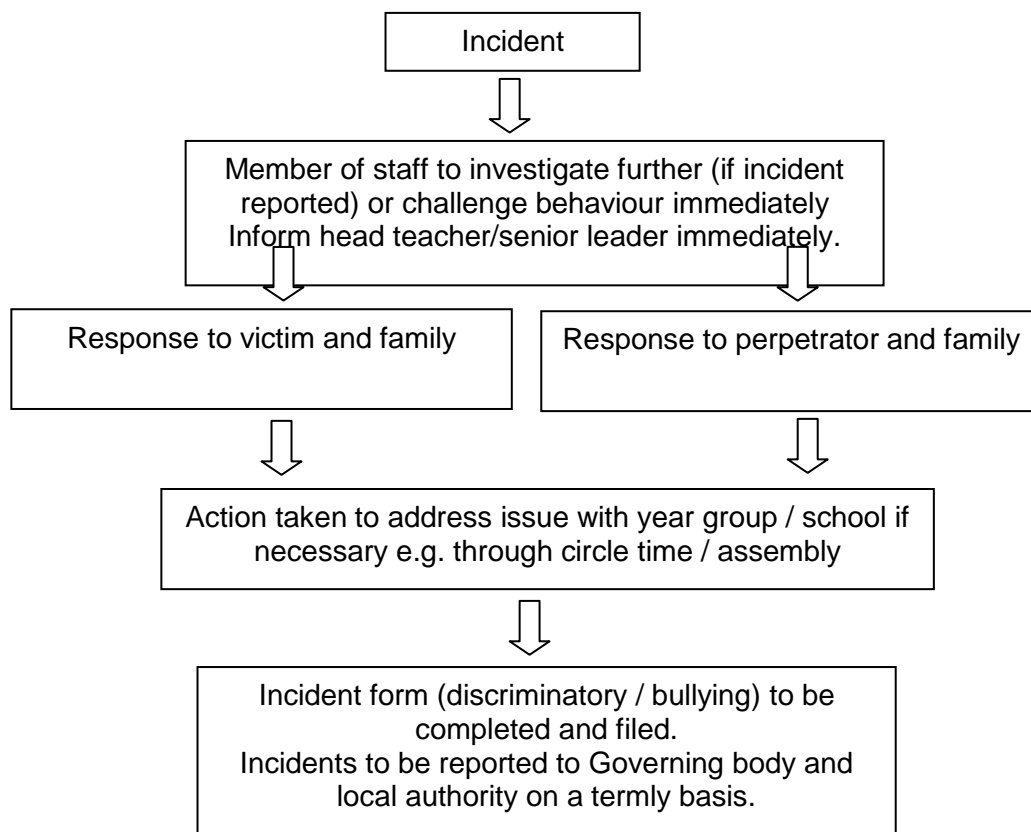 Incident
Member of staff to investigate further (if incident
reported) or challenge behaviour immediately
Inform head teacher/senior leader immediately.
Response to victim and family
Response to perpetrator and family
Action taken to address issue with year group / school if
necessary e.g. through circle time / assembly
Incident form (discriminatory / bullying) to be
completed and filed.
Incidents to be reported to Governing body and
local authority on a termly basis.